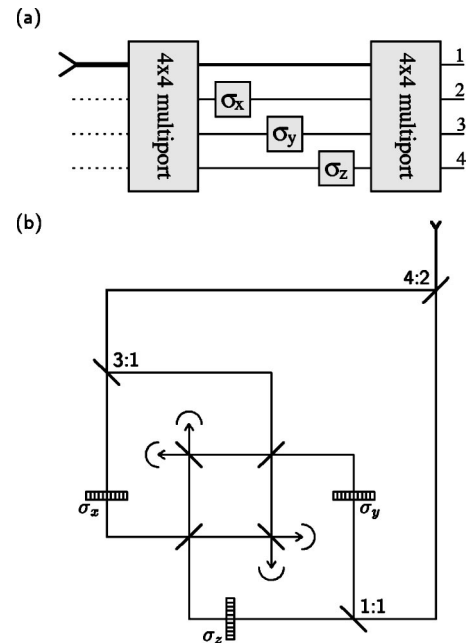 (a)
4x4 multiport
4x4 multiport
1
2
3
4
σx
σy
σz
(b)
4:2
3:1
σx
σy
1:1
σz